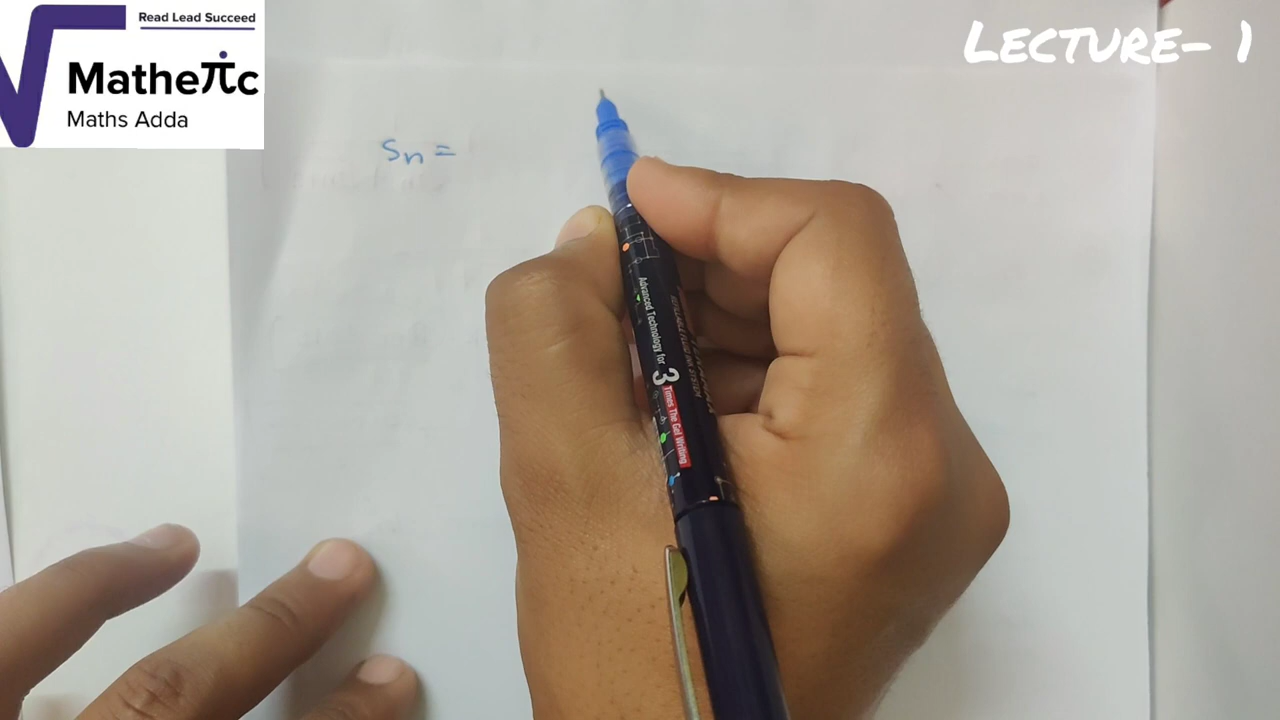 Read Lead Succeed
Matheπc
Maths Adda
LECTURE- 1
Sn =
Advanced Technology for
3
Times The Gel Writing